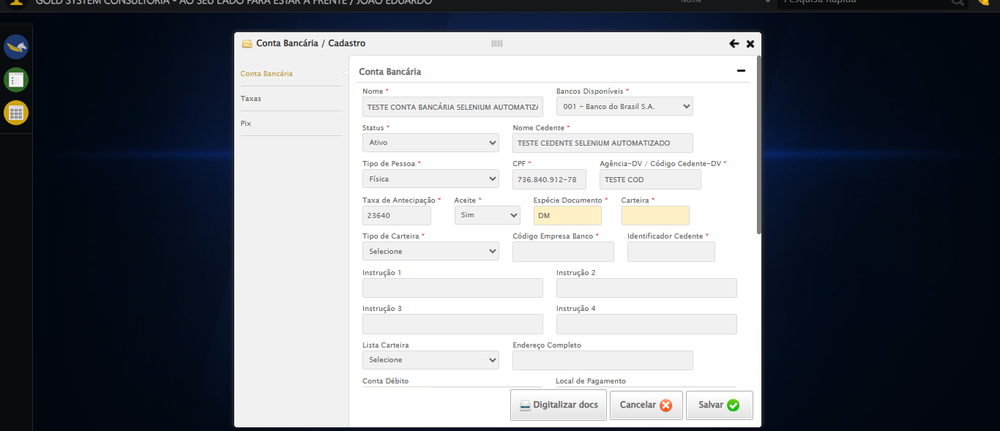 GOLD SYSTEM CONSULTORIA - AO SEU LADO PARA ESTAR A FRENTE / JOÃO EDUARDO
Nome
Pesquisa Rápida
Conta Bancária / Cadastro
Conta Bancária
Taxas
Pix
Conta Bancária
Nome * Bancos Disponíveis *
TESTE CONTA BANCÁRIA SELENIUM AUTOMATIZA 001 - Banco do Brasil S.A.
Status * Nome Cedente *
Ativo TESTE CEDENTE SELENIUM AUTOMATIZADO
Tipo de Pessoa * CPF * Agência-DV / Código Cedente-DV *
Física 736.840.912-78 TESTE COD
Taxa de Antecipação * Aceite * Espécie Documento * Carteira *
23640 Sim DM
Tipo de Carteira * Código Empresa Banco * Identificador Cedente *
Selecione
Instrução 1 Instrução 2
Instrução 3 Instrução 4
Lista Carteira Endereço Completo
Selecione
Conta Débito Local de Pagamento
Digitalizar docs Cancelar Salvar